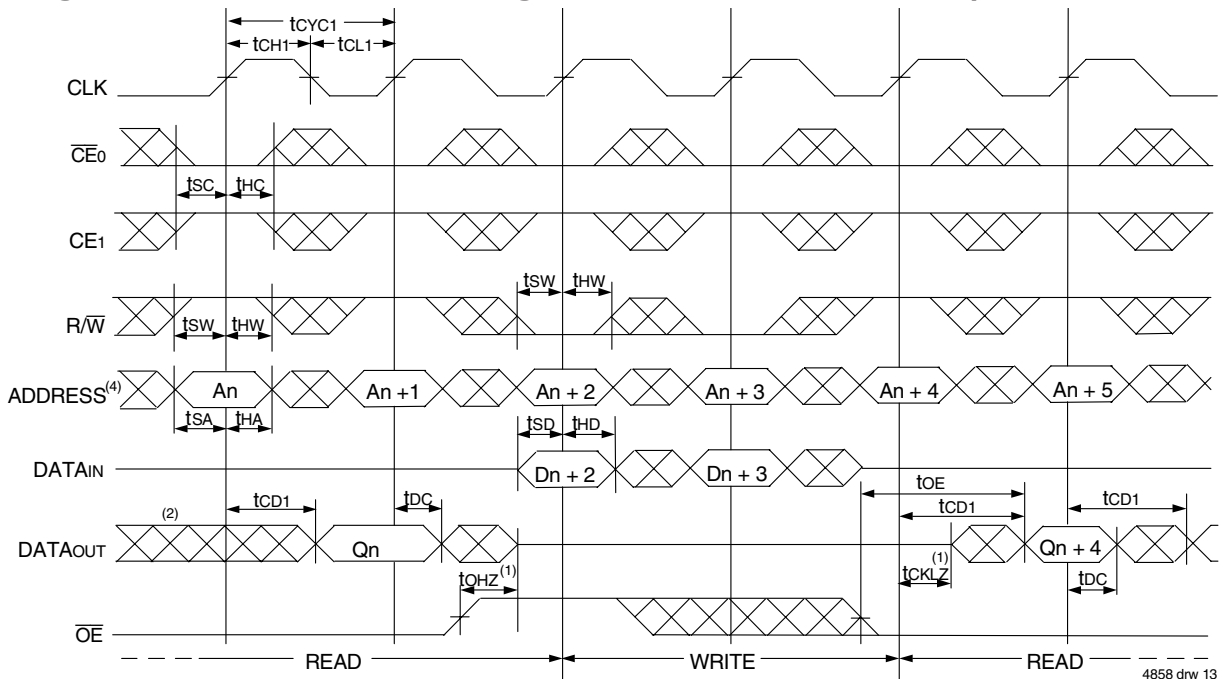 tCYC1
tCH1 tCL1
CLK
CE0
tSC tHC
CE1
tSW tHW
R/W
tSW tHW
ADDRESS(4) An An +1 An + 2 An + 3 An + 4 An + 5
tSA tHA tSD tHD
DATAIN Dn + 2 Dn + 3
tOE
(2) tCD1 tDC tCD1 tCD1
DATAOUT Qn Qn + 4
tOHZ(1) tCKLZ(1) tDC
OE
READ WRITE READ
4858 drw 13